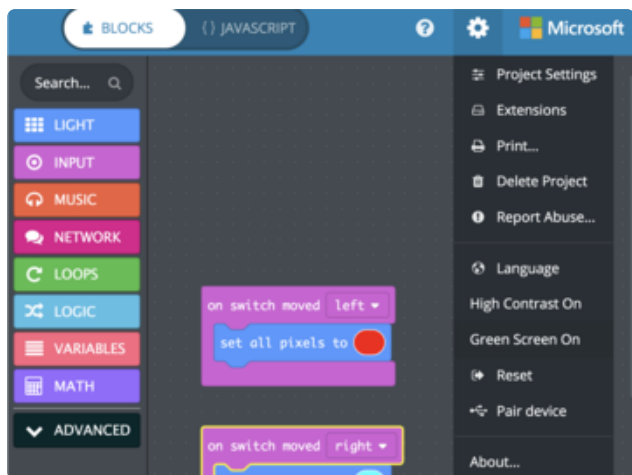 BLOCKS
{} JAVASCRIPT
?
Microsoft
Search...
LIGHT
INPUT
MUSIC
NETWORK
LOOPS
LOGIC
VARIABLES
MATH
ADVANCED
on switch moved left
set all pixels to
on switch moved right
Project Settings
Extensions
Print...
Delete Project
Report Abuse...
Language
High Contrast On
Green Screen On
Reset
Pair device
About...